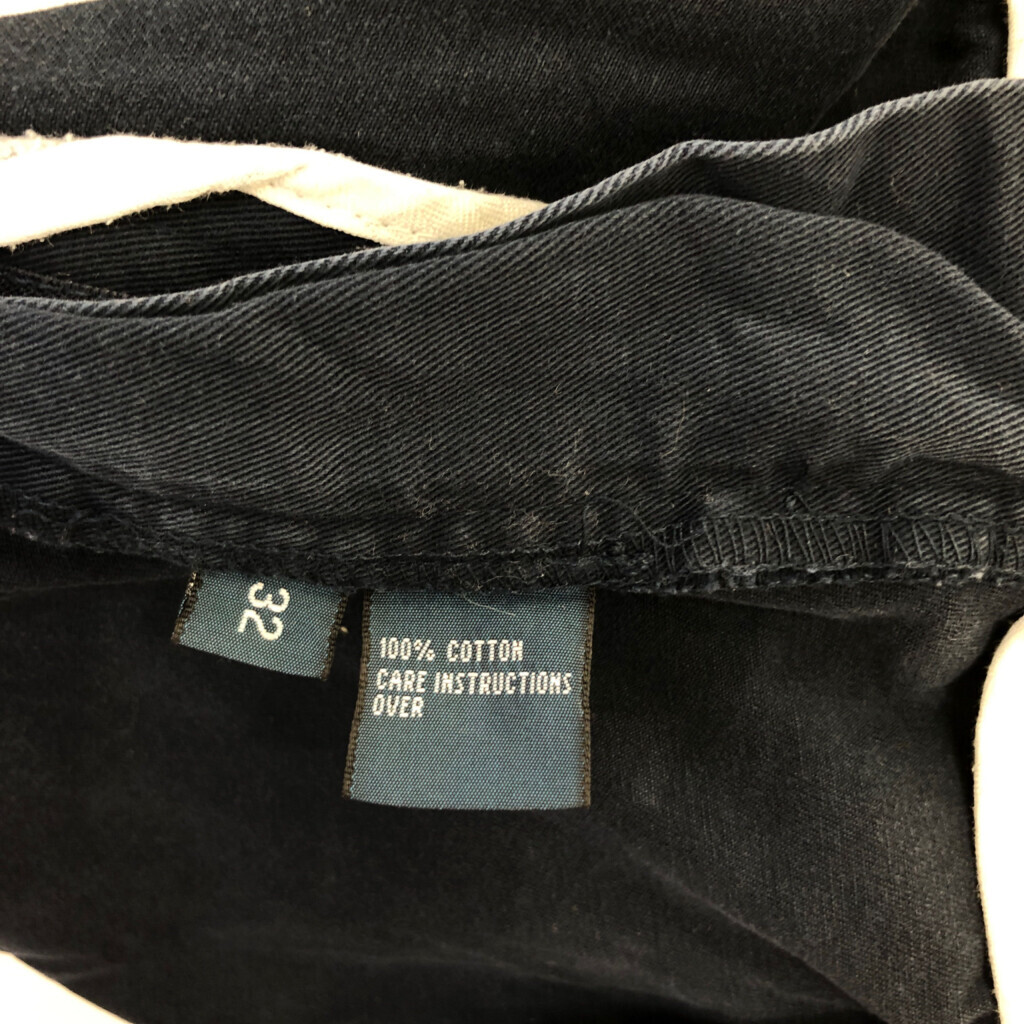 32
100% COTTON
CARE INSTRUCTIONS
OVER